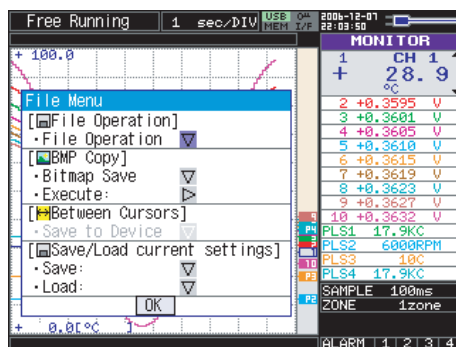 Free Running 1 sec/DIV USB MEM I/F 2006-12-07 22:03:50
MONITOR
1 CH 1
+ 28.9
°C
2 +0.3595 V
3 +0.3601 V
4 +0.3605 V
5 +0.3610 V
6 +0.3615 V
7 +0.3619 V
8 +0.3623 V
9 +0.3627 V
10 +0.3632 V
PLS1 17.9KC
PLS2 6000RPM
PLS3 10C
PLS4 17.9KC
SAMPLE 100ms
ZONE 1zone
ALARM 1 2 3 4
+ 100.0
File Menu
[File Operation]
・File Operation
[BMP Copy]
・Bitmap Save
・Execute:
[Between Cursors]
・Save to Device
[Save/Load current settings]
・Save:
・Load:
OK
+ 0.0[°C]
P4
10
P3
P2